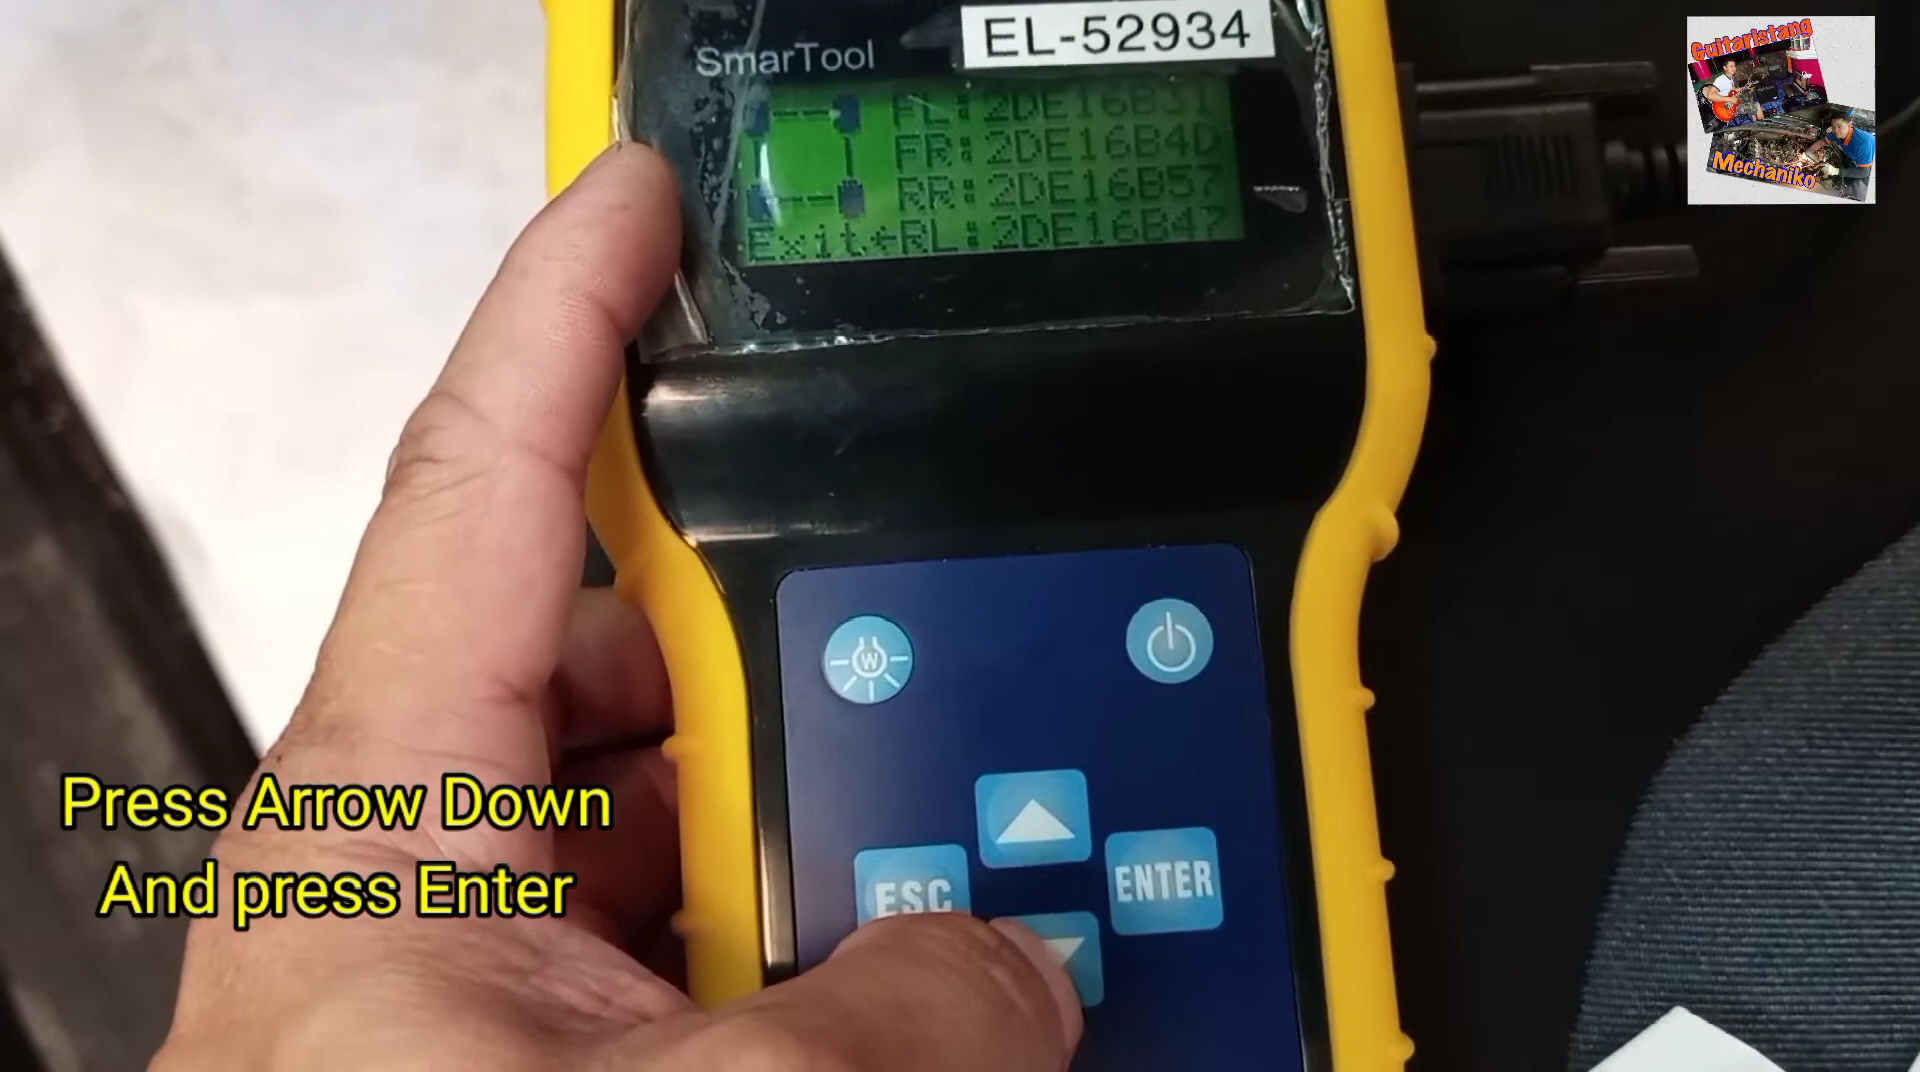 SmarTool
EL-52934
FL:2DE16B31
FR:2DE16B4D
RR:2DE16B57
Exit←RL:2DE16B47
Guitaristang
Mechaniko
W
ESC
ENTER
Press Arrow Down
And press Enter